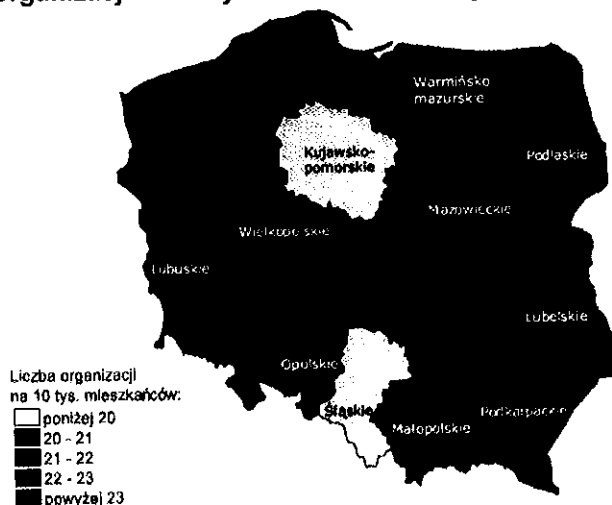 Warmińsko
mazurskie
Kujawsko-
pomorskie
Podlaskie
Mazowieckie
Wielkopolskie
Lubuskie
Lubelskie
Opolskie
Śląskie
Podkarpackie
Małopolskie
Liczba organizacji
na 10 tys. mieszkańców:
poniżej 20
20 - 21
21 - 22
22 - 23
powyżej 23